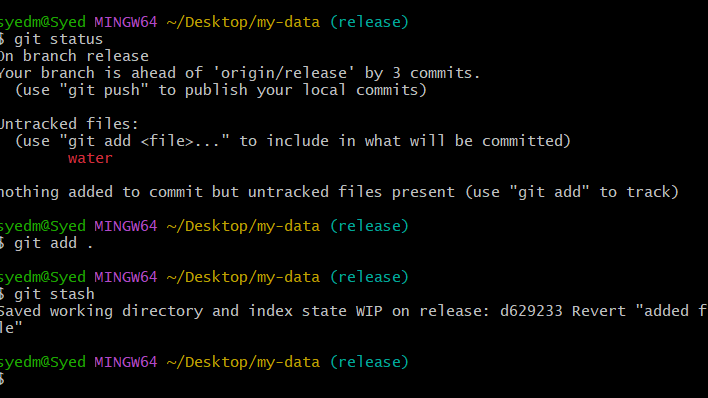 syedm@Syed MINGW64 ~/Desktop/my-data (release)
$ git status
On branch release
Your branch is ahead of 'origin/release' by 3 commits.
  (use "git push" to publish your local commits)

Untracked files:
  (use "git add <file>..." to include in what will be committed)
        water

nothing added to commit but untracked files present (use "git add" to track)

syedm@Syed MINGW64 ~/Desktop/my-data (release)
$ git add .

syedm@Syed MINGW64 ~/Desktop/my-data (release)
$ git stash
Saved working directory and index state WIP on release: d629233 Revert "added f
le"

syedm@Syed MINGW64 ~/Desktop/my-data (release)
$